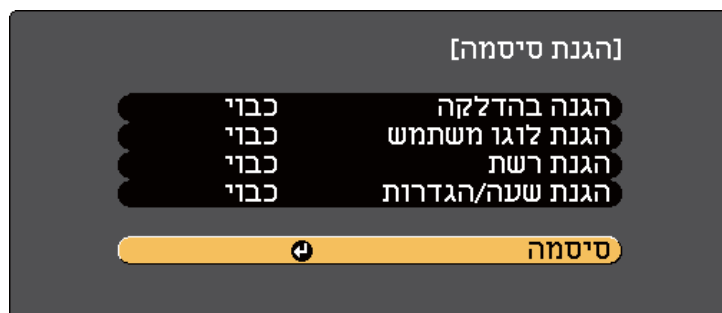 [הגנת סיסמה]
הגנה בהדלקה כבוי
הגנת לוגו משתמש כבוי
הגנת רשת כבוי
הגנת שעה/הגדרות כבוי
סיסמה